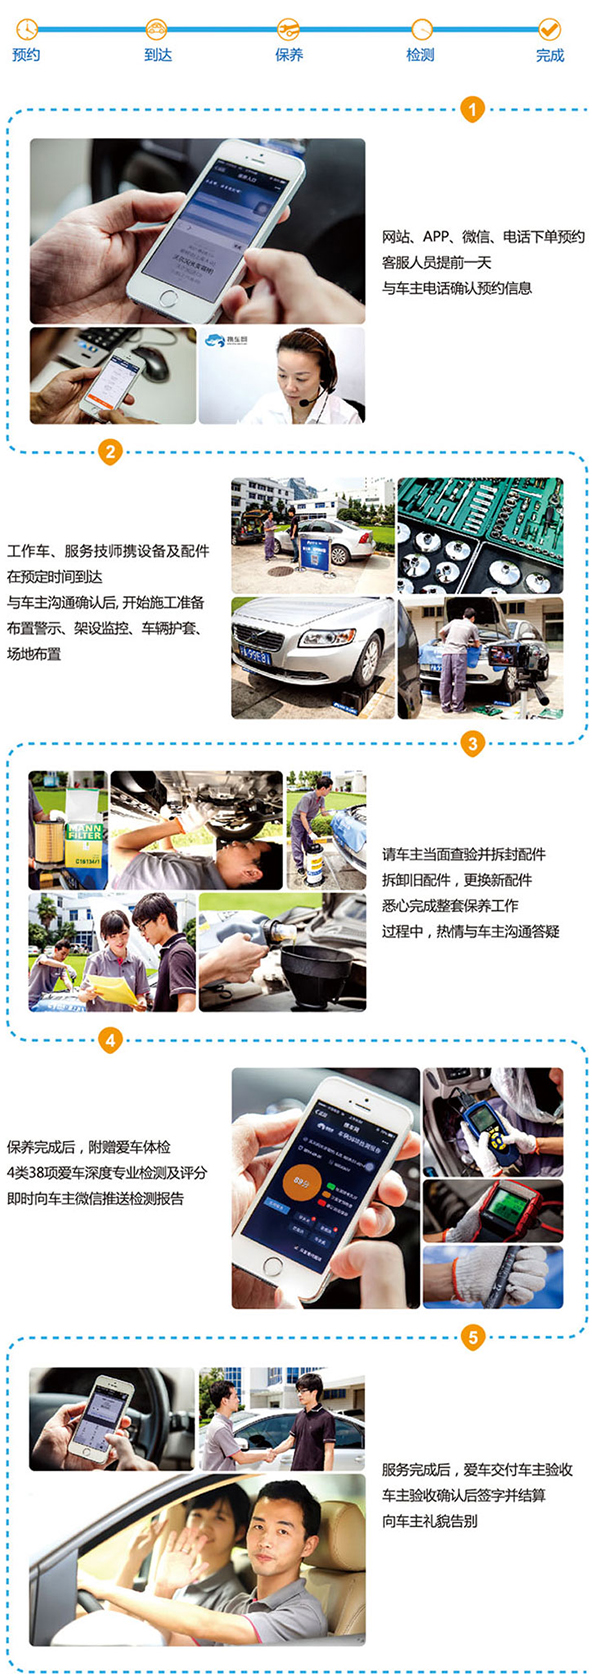 预约
到达
保养
检测
完成
1
网站、APP、微信、电话下单预约
客服人员提前一天
与车主电话确认预约信息
2
工作车、服务技师携设备及配件
在预定时间到达
与车主沟通确认后, 开始施工准备
布置警示、架设监控、车辆护套、
场地布置
3
MANN
FILTER
C16134/1
请车主当面查验并拆封配件
拆卸旧配件，更换新配件
悉心完成整套保养工作
过程中，热情与车主沟通答疑
4
保养完成后，附赠爱车体检
4类38项爱车深度专业检测及评分
即时向车主微信推送检测报告
89分
5
服务完成后，爱车交付车主验收
车主验收确认后签字并结算
向车主礼貌告别